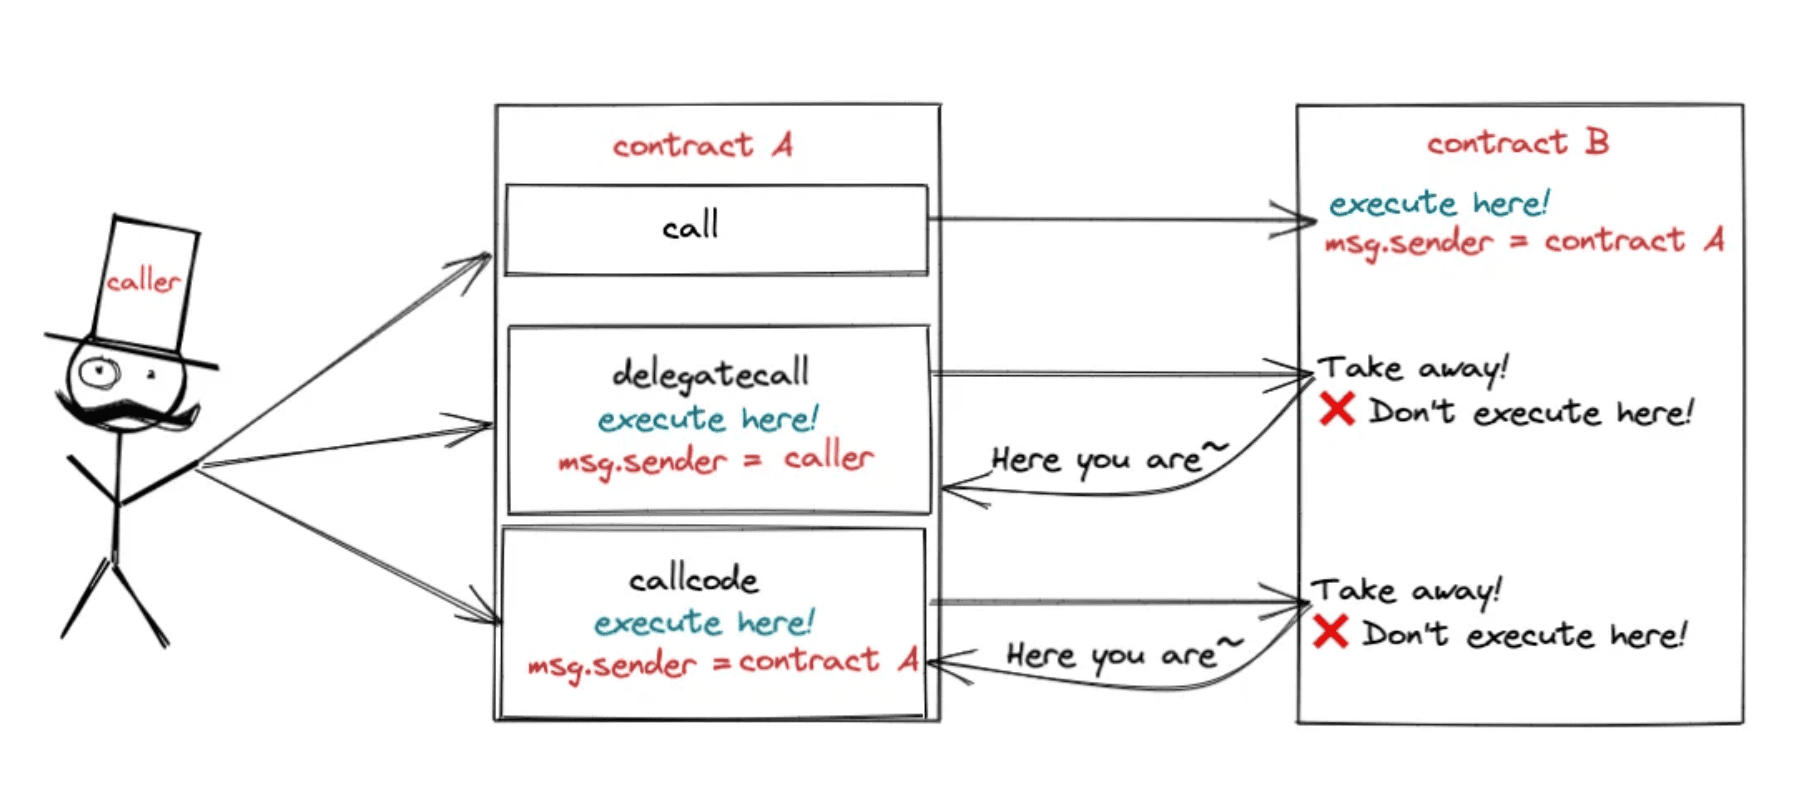 caller
contract A
call
delegatecall
execute here!
msg.sender = caller
callcode
execute here!
msg.sender = contract A
Here you are~
Here you are~
contract B
execute here!
msg.sender = contract A
Take away!
❌ Don't execute here!
Take away!
❌ Don't execute here!